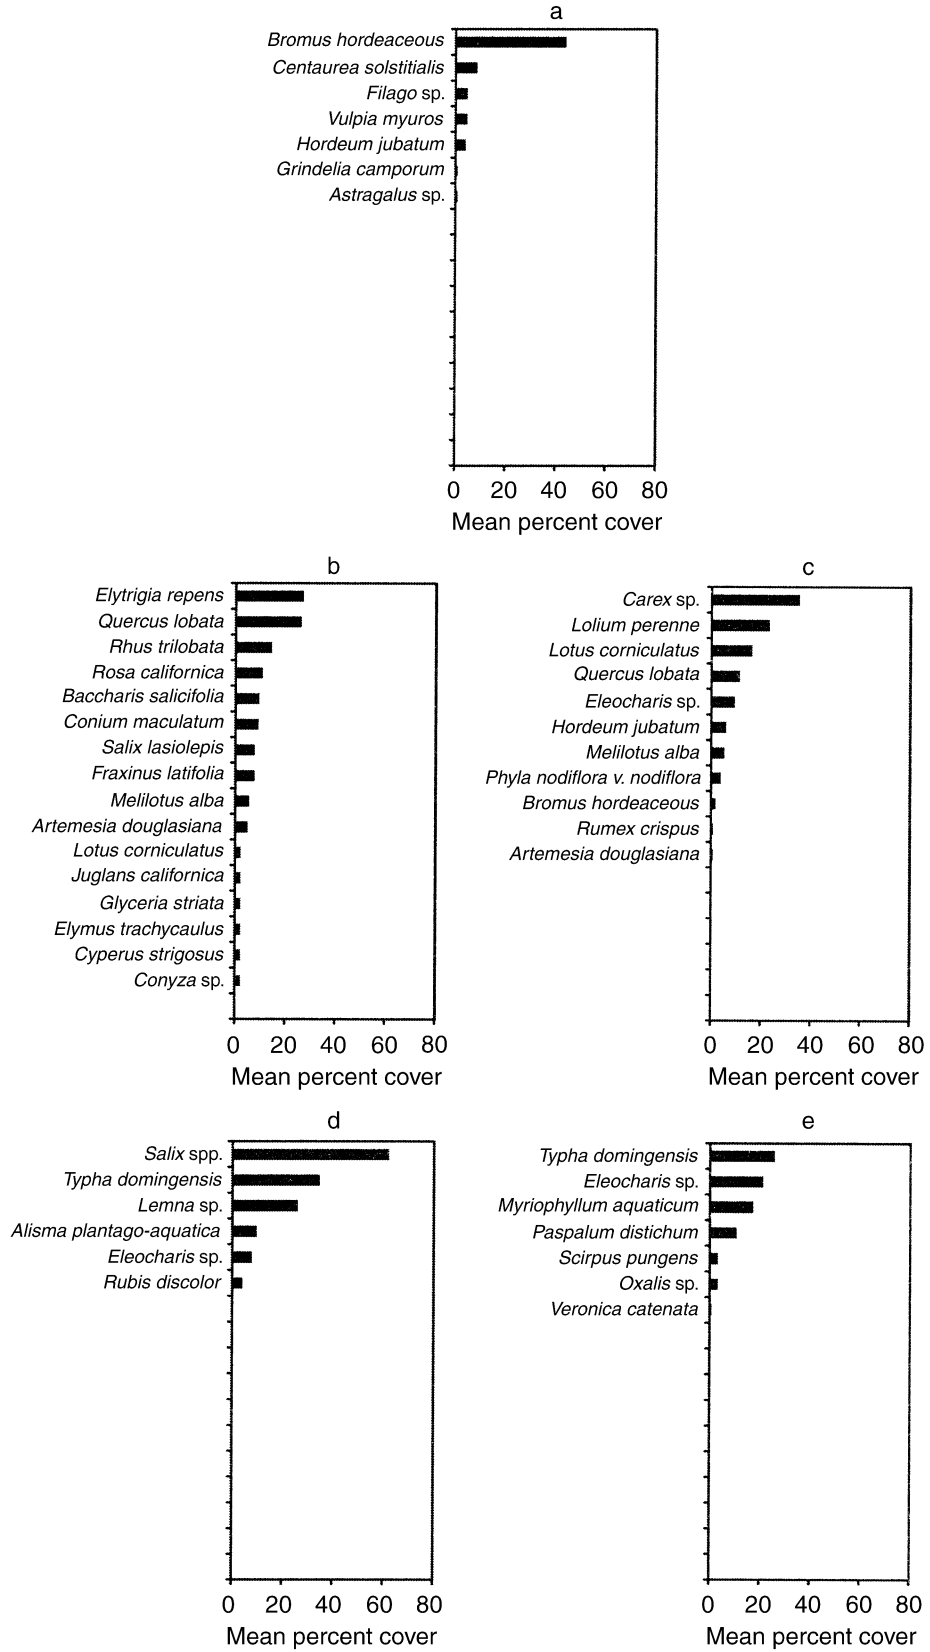 a
Bromus hordeaceous
Centaurea solstitialis
Filago sp.
Vulpia myuros
Hordeum jubatum
Grindelia camporum
Astragalus sp.
0 20 40 60 80
Mean percent cover
b
Elytrigia repens
Quercus lobata
Rhus trilobata
Rosa californica
Baccharis salicifolia
Conium maculatum
Salix lasiolepis
Fraxinus latifolia
Melilotus alba
Artemesia douglasiana
Lotus corniculatus
Juglans californica
Glyceria striata
Elymus trachycaulus
Cyperus strigosus
Conyza sp.
0 20 40 60 80
Mean percent cover
c
Carex sp.
Lolium perenne
Lotus corniculatus
Quercus lobata
Eleocharis sp.
Hordeum jubatum
Melilotus alba
Phyla nodiflora v. nodiflora
Bromus hordeaceous
Rumex crispus
Artemesia douglasiana
0 20 40 60 80
Mean percent cover
d
Salix spp.
Typha domingensis
Lemna sp.
Alisma plantago-aquatica
Eleocharis sp.
Rubis discolor
0 20 40 60 80
Mean percent cover
e
Typha domingensis
Eleocharis sp.
Myriophyllum aquaticum
Paspalum distichum
Scirpus pungens
Oxalis sp.
Veronica catenata
0 20 40 60 80
Mean percent cover